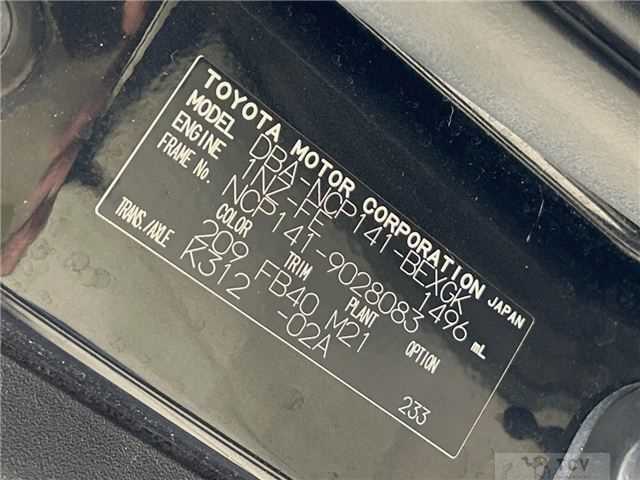 TOYOTA MOTOR CORPORATION JAPAN
MODEL DBA-NCP141-BEXGK
ENGINE 1NZ-FE 1496 mL
FRAME No. NCP141-9028083
COLOR TRIM PLANT OPTION
209 FB40 M21
TRANS./AXLE K312 -02A
233
TCV